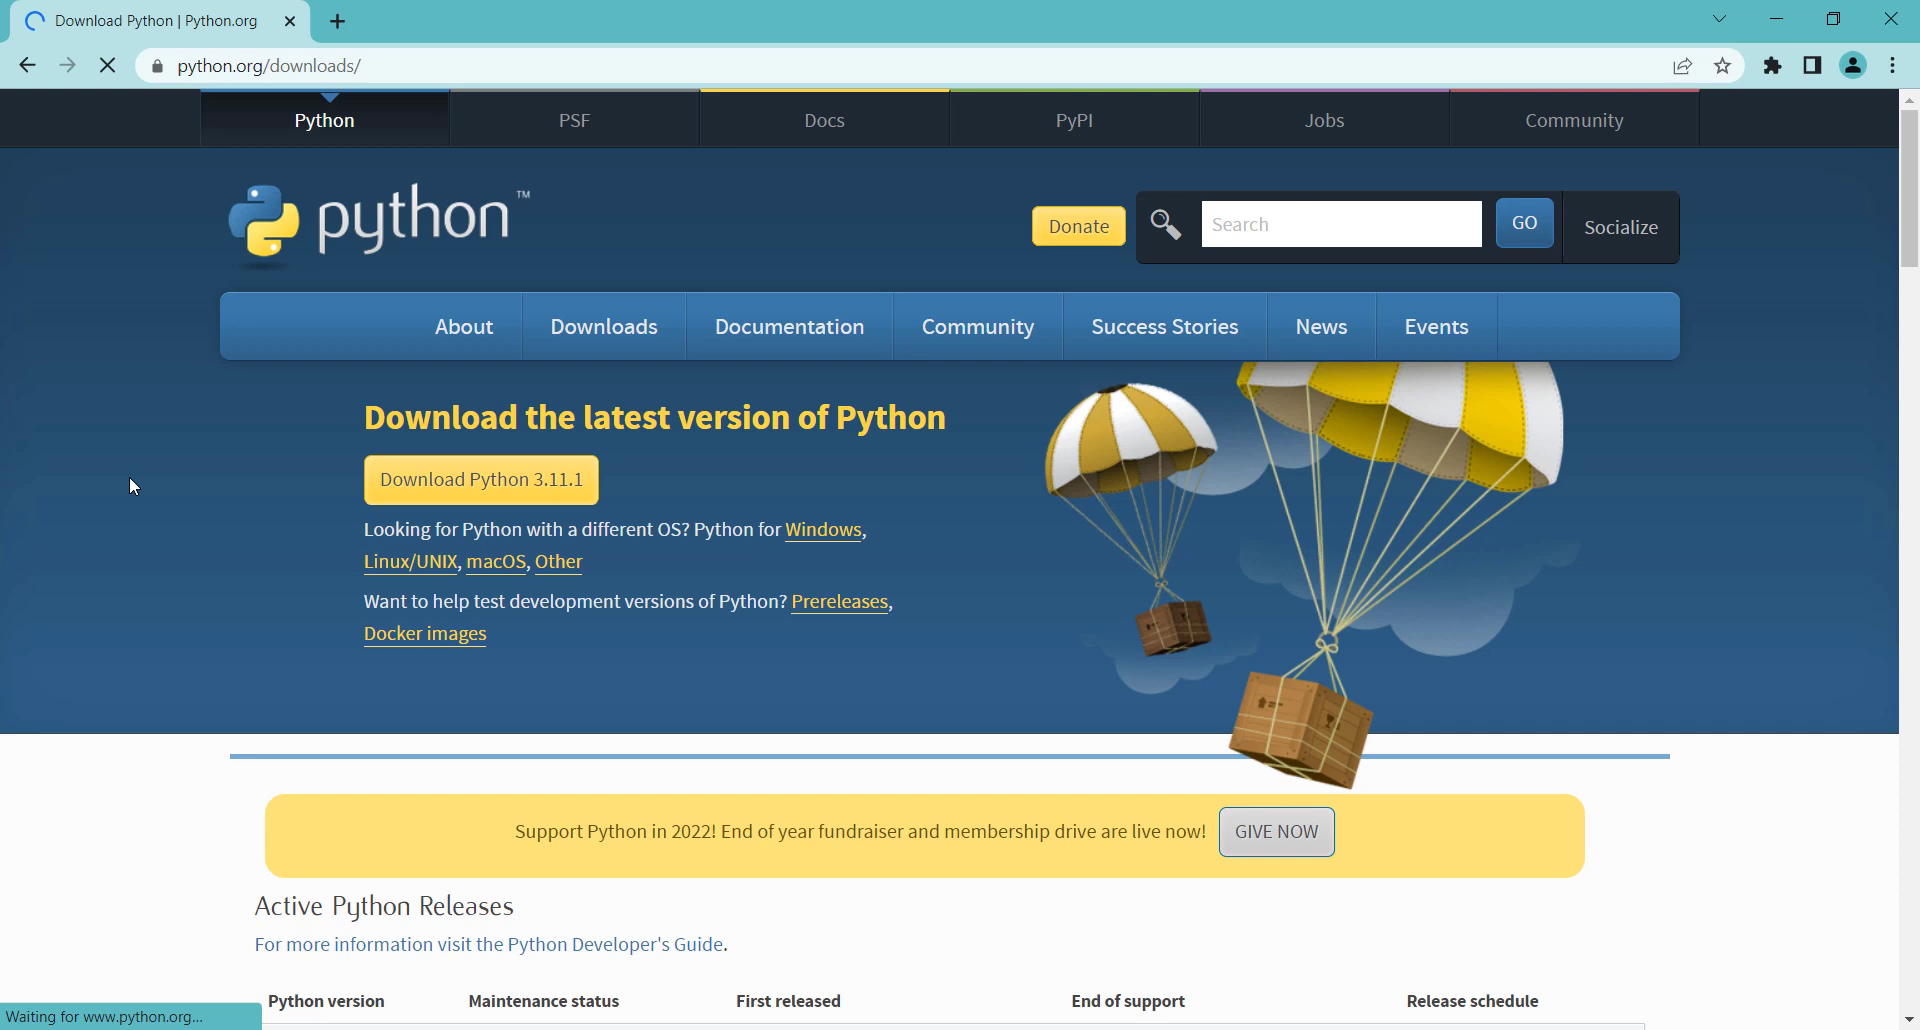 Download Python | Python.org
python.org/downloads/
Python
PSF
Docs
PyPI
Jobs
Community
python™
Donate
Search
GO
Socialize
About
Downloads
Documentation
Community
Success Stories
News
Events
Download the latest version of Python
Download Python 3.11.1
Looking for Python with a different OS? Python for Windows,
Linux/UNIX, macOS, Other
Want to help test development versions of Python? Prereleases,
Docker images
Support Python in 2022! End of year fundraiser and membership drive are live now!
GIVE NOW
Active Python Releases
For more information visit the Python Developer's Guide.
Python version
Maintenance status
First released
End of support
Release schedule
Waiting for www.python.org...